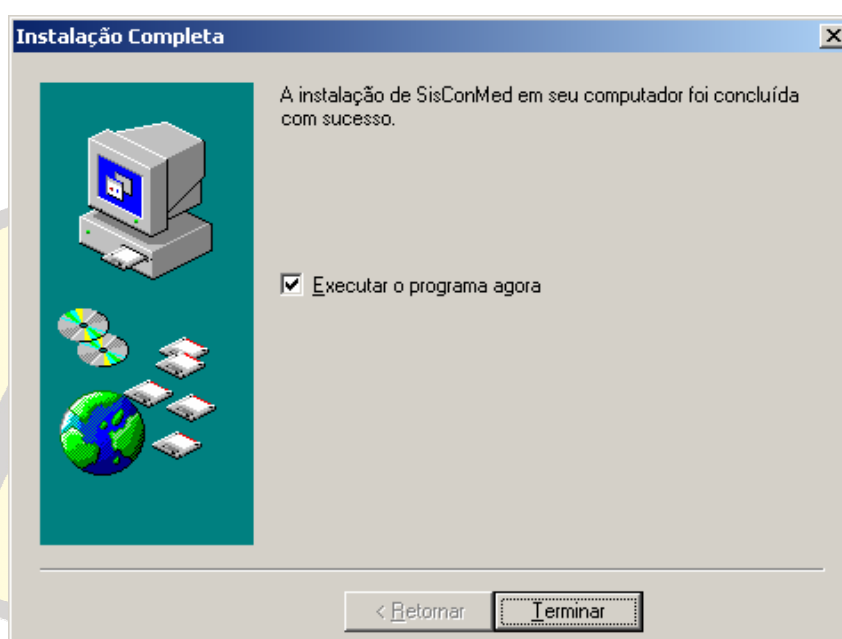 Instalação Completa
A instalação de SisConMed em seu computador foi concluída
com sucesso.
Executar o programa agora
< Retornar
Terminar